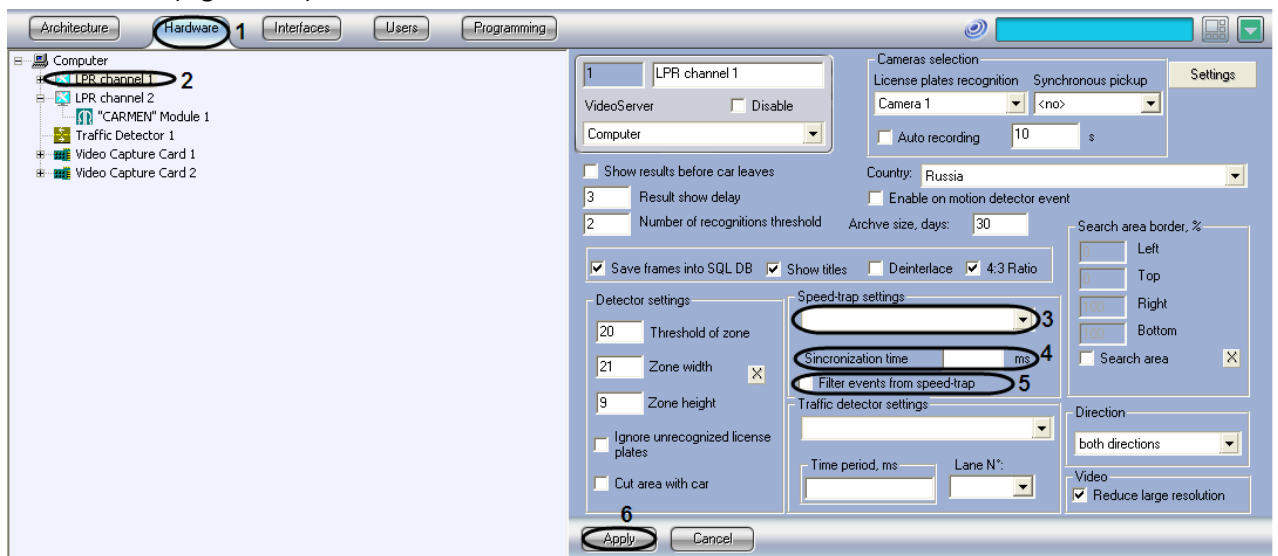 Architecture Hardware 1 Interfaces Users Programming
Computer
LPR channel 1 2
LPR channel 2
"CARMEN" Module 1
Traffic Detector 1
Video Capture Card 1
Video Capture Card 2
1 LPR channel 1
VideoServer Disable
Computer
Cameras selection
License plates recognition Synchronous pickup Settings
Camera 1 <no>
Auto recording 10 s
Show results before car leaves
3 Result show delay
2 Number of recognitions threshold
Country: Russia
Enable on motion detector event
Archve size, days: 30
Save frames into SQL DB Show titles Deinterlace 4:3 Ratio
Search area border, %
0 Left
0 Top
100 Right
100 Bottom
Search area X
Detector settings
20 Threshold of zone
21 Zone width X
9 Zone height
Ignore unrecognized license
plates
Cut area with car
Speed-trap settings
3
Sincronization time ms 4
Filter events from speed-trap 5
Traffic detector settings
Time period, ms Lane N°:
Direction
both directions
Video
Reduce large resolution
6
Apply Cancel